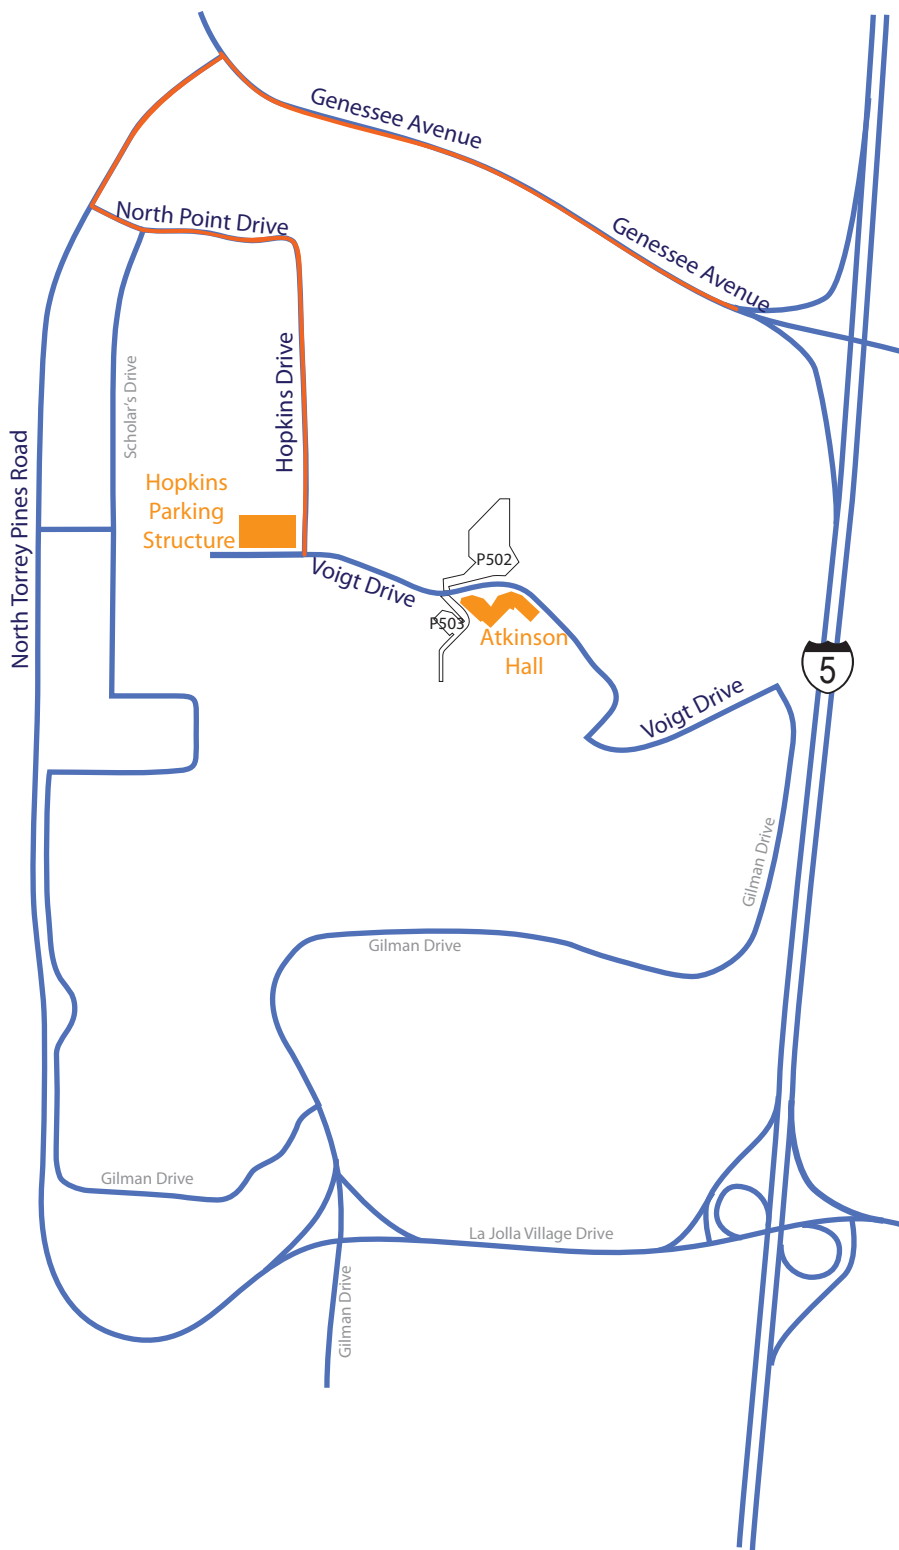 Genessee Avenue
North Point Drive
Genessee Avenue
Hopkins Drive
Scholar's Drive
North Torrey Pines Road
Hopkins
Parking
Structure
P502
Voigt Drive
P503
Atkinson
Hall
5
Voigt Drive
Gilman Drive
Gilman Drive
Gilman Drive
La Jolla Village Drive
Gilman Drive